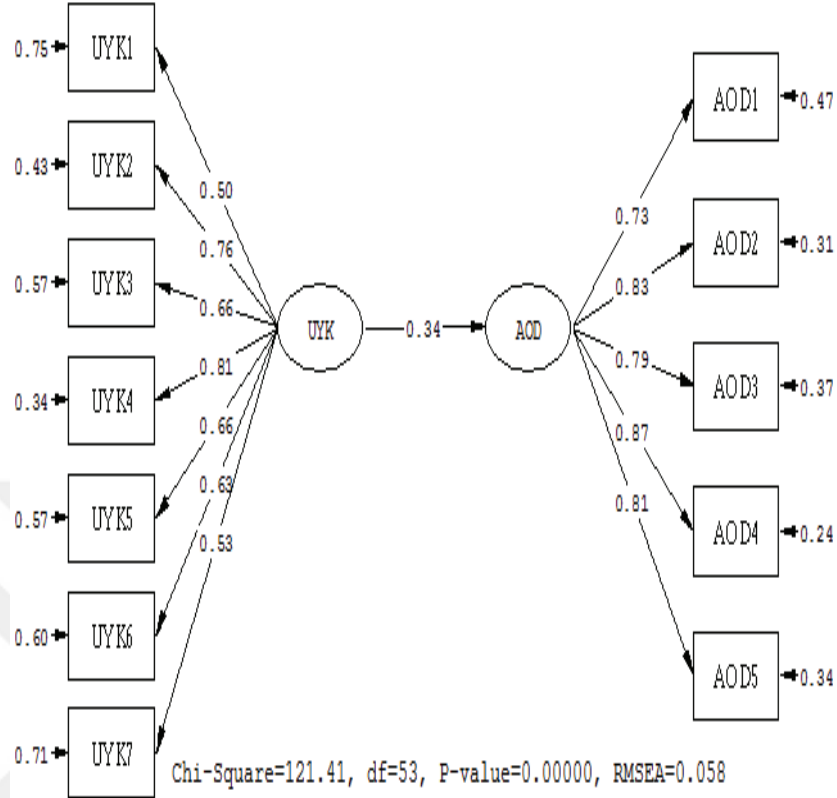 0.75 UYK1
0.43 UYK2
0.57 UYK3
0.34 UYK4
0.57 UYK5
0.60 UYK6
0.71 UYK7
0.50
0.76
0.66
0.81
0.66
0.63
0.53
UYK 0.34 AOD
0.73
0.83
0.79
0.87
0.81
AOD1 0.47
AOD2 0.31
AOD3 0.37
AOD4 0.24
AOD5 0.34
Chi-Square=121.41, df=53, P-value=0.00000, RMSEA=0.058